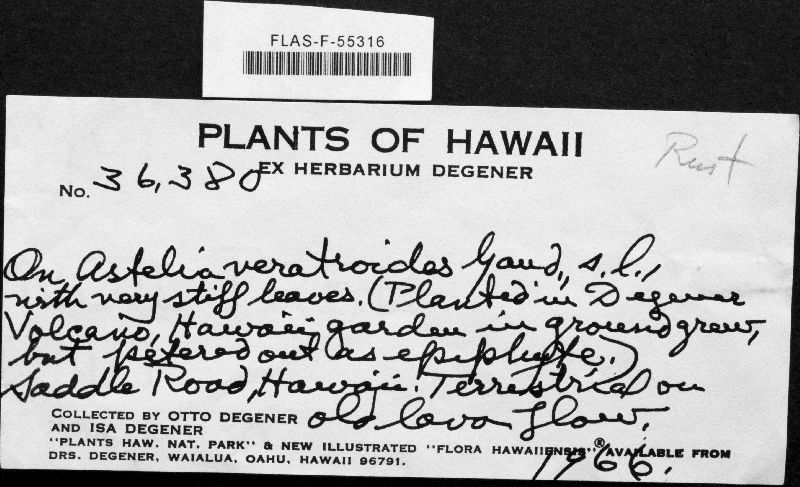 FLAS-F-55316
PLANTS OF HAWAII
Rust
EX HERBARIUM DEGENER
No. 36,380
On Astelia veratroides Gaud., s.l.,
with very stiff leaves. (Planted in Degener
Volcano, Hawaii, garden in ground grew,
but petered out as epiphyte.)
Saddle Road, Hawaii. Terrestrial on
old lava flow.
COLLECTED BY OTTO DEGENER
AND ISA DEGENER
"PLANTS HAW. NAT. PARK" & NEW ILLUSTRATED "FLORA HAWAIIENSIS"® AVAILABLE FROM
DRS. DEGENER, WAIALUA, OAHU, HAWAII 96791.
1966.